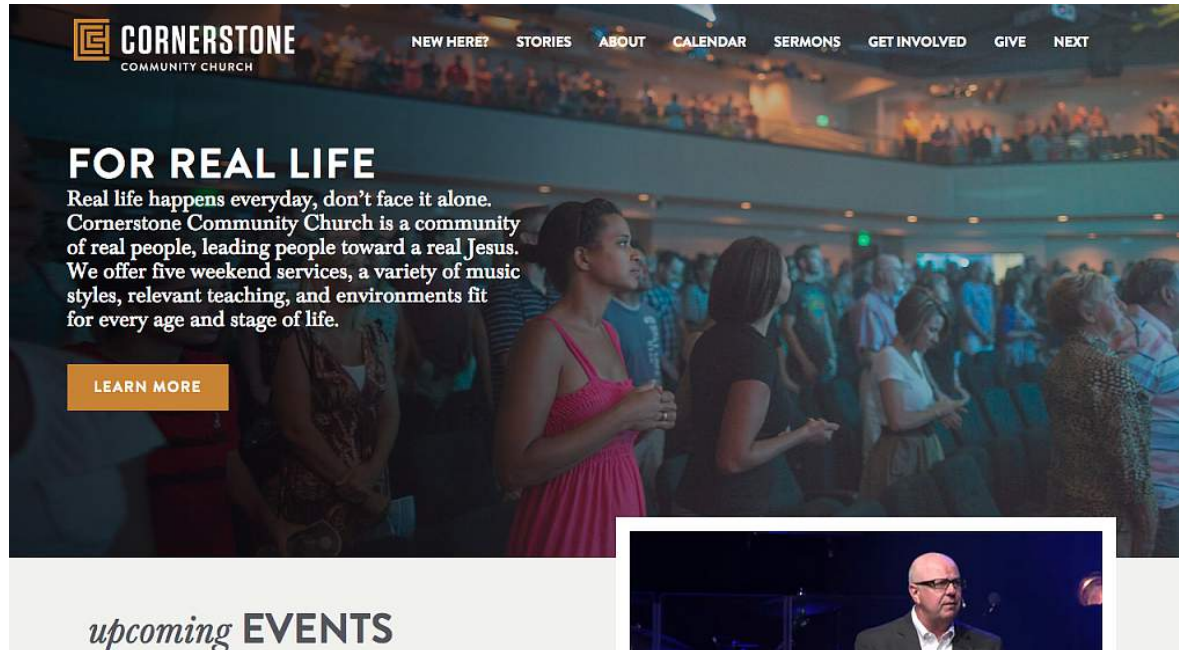 CORNERSTONE
COMMUNITY CHURCH
NEW HERE? STORIES ABOUT CALENDAR SERMONS GET INVOLVED GIVE NEXT
FOR REAL LIFE
Real life happens everyday, don’t face it alone.
Cornerstone Community Church is a community
of real people, leading people toward a real Jesus.
We offer five weekend services, a variety of music
styles, relevant teaching, and environments fit
for every age and stage of life.
LEARN MORE
upcoming EVENTS